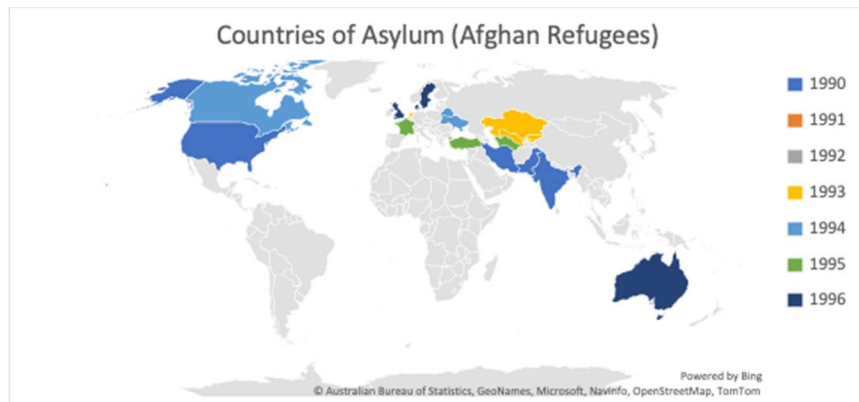 Countries of Asylum (Afghan Refugees)
1990
1991
1992
1993
1994
1995
1996
Powered by Bing
© Australian Bureau of Statistics, GeoNames, Microsoft, Navinfo, OpenStreetMap, TomTom